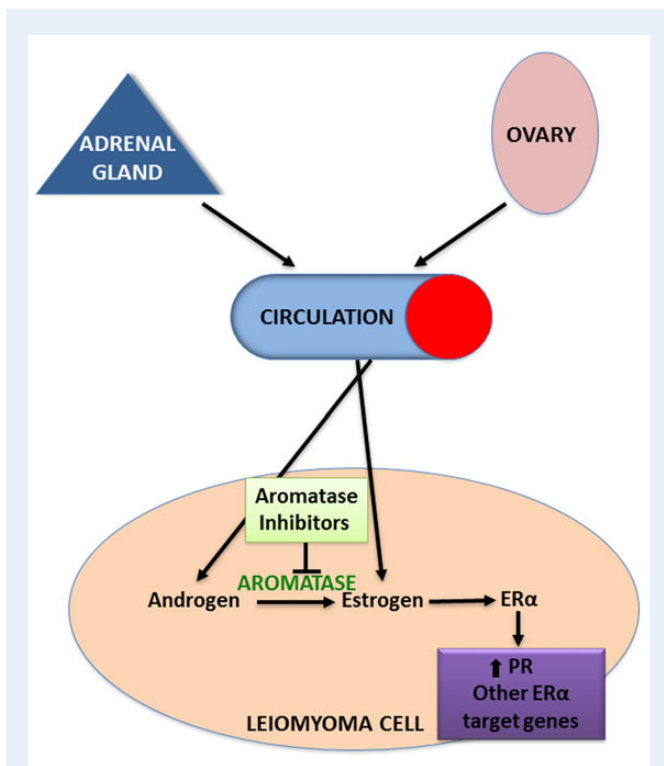 ADRENAL
GLAND
OVARY
CIRCULATION
Aromatase
Inhibitors
AROMATASE
Androgen
Estrogen
ERα
⬆ PR
Other ERα
target genes
LEIOMYOMA CELL